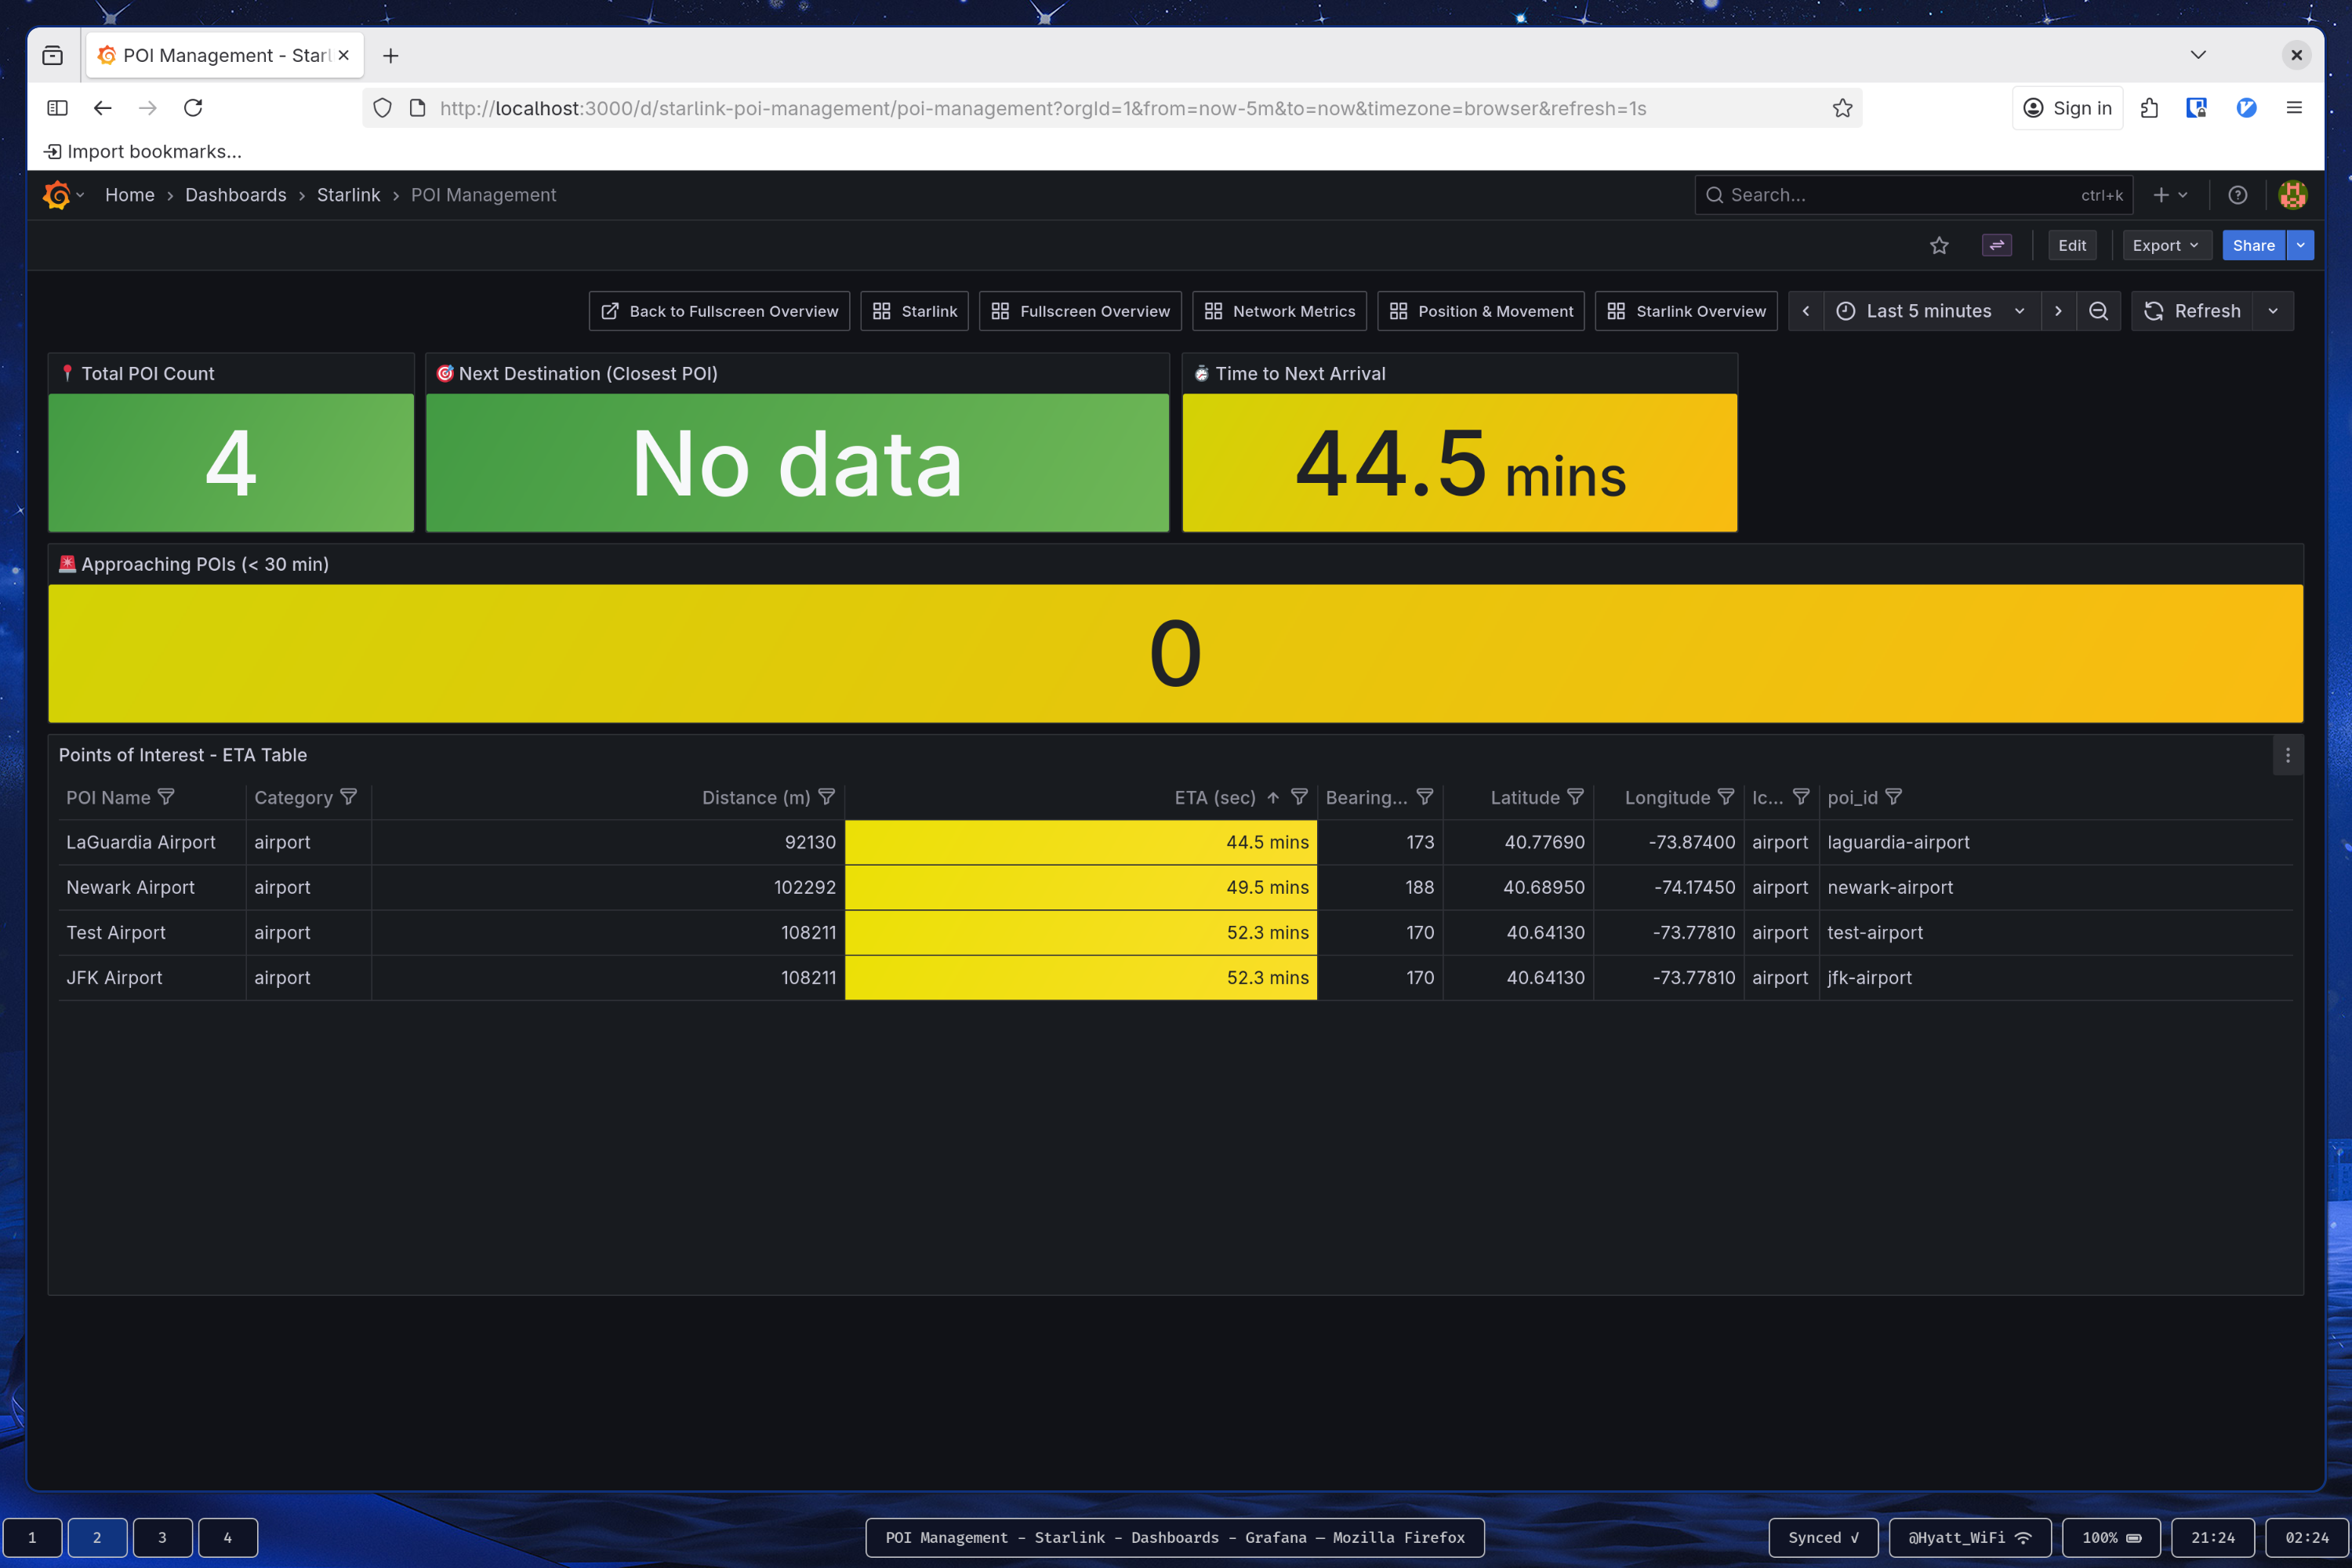 POI Management - Starl
http://localhost:3000/d/starlink-poi-management/poi-management?orgId=1&from=now-5m&to=now&timezone=browser&refresh=1s
Sign in
Import bookmarks...
Home › Dashboards › Starlink › POI Management
Search...
ctrl+k
Edit
Export
Share
Back to Fullscreen Overview
Starlink
Fullscreen Overview
Network Metrics
Position & Movement
Starlink Overview
Last 5 minutes
Refresh
Total POI Count
4
Next Destination (Closest POI)
No data
Time to Next Arrival
44.5 mins
Approaching POIs (< 30 min)
0
Points of Interest - ETA Table
POI Name Category Distance (m) ETA (sec) Bearing... Latitude Longitude Ic... poi_id
LaGuardia Airport airport 92130 44.5 mins 173 40.77690 -73.87400 airport laguardia-airport
Newark Airport airport 102292 49.5 mins 188 40.68950 -74.17450 airport newark-airport
Test Airport airport 108211 52.3 mins 170 40.64130 -73.77810 airport test-airport
JFK Airport airport 108211 52.3 mins 170 40.64130 -73.77810 airport jfk-airport
1 2 3 4
POI Management - Starlink - Dashboards - Grafana — Mozilla Firefox
Synced √
@Hyatt_WiFi
100%
21:24
02:24